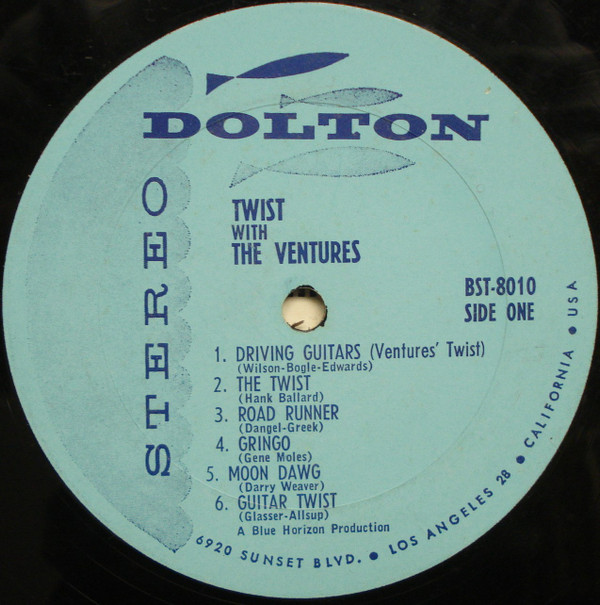 DOLTON
STEREO
TWIST
WITH
THE VENTURES
BST-8010
SIDE ONE
1. DRIVING GUITARS (Ventures' Twist)
(Wilson-Bogle-Edwards)
2. THE TWIST
(Hank Ballard)
3. ROAD RUNNER
(Dangel-Greek)
4. GRINGO
(Gene Moles)
5. MOON DAWG
(Darry Weaver)
6. GUITAR TWIST
(Glasser-Allsup)
A Blue Horizon Production
6920 SUNSET BLVD. ● LOS ANGELES 28 ● CALIFORNIA ● USA